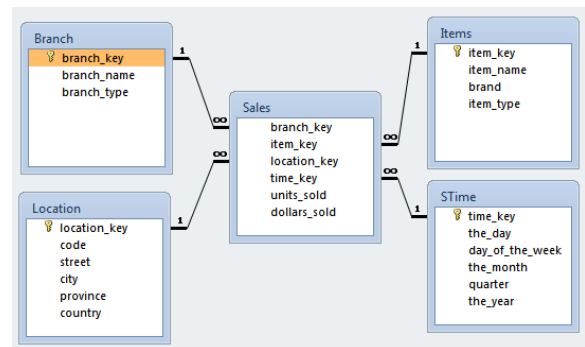 Branch
branch_key
branch_name
branch_type
1
∞
Location
location_key
code
street
city
province
country
1
∞
Sales
branch_key
item_key
location_key
time_key
units_sold
dollars_sold
Items
item_key
item_name
brand
item_type
1
∞
STime
time_key
the_day
day_of_the_week
the_month
quarter
the_year
1
∞